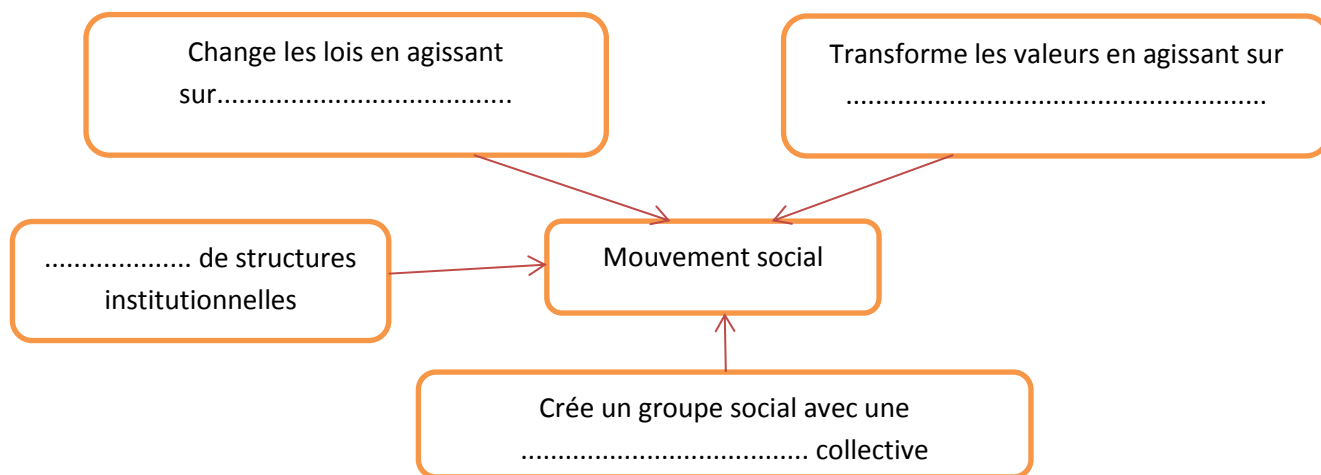 Change les lois en agissant
sur........................................
Transforme les valeurs en agissant sur
.........................................................
.................... de structures
institutionnelles
Mouvement social
Crée un groupe social avec une
....................................... collective